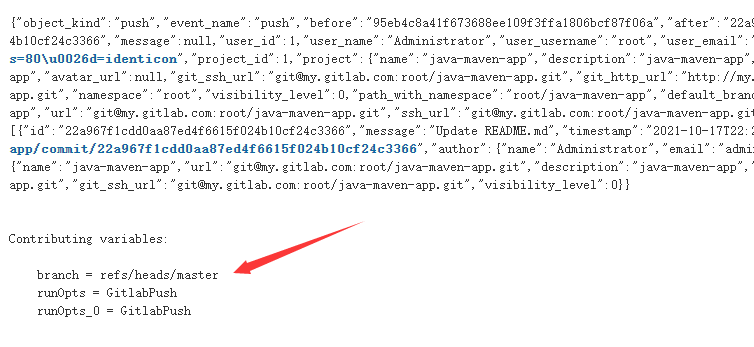 {"object_kind":"push","event_name":"push","before":"95eb4c8a41f673688ee109f3ffa1806bcf87f06a","after":"22a
4b10cf24c3366","message":null,"user_id":1,"user_name":"Administrator","user_username":"root","user_email":"
s=80\u0026d=identicon","project_id":1,"project":{"name":"java-maven-app","description":"java-maven-app",
app","avatar_url":null,"git_ssh_url":"git@my.gitlab.com:root/java-maven-app.git","git_http_url":"http://my.
app.git","namespace":"root","visibility_level":0,"path_with_namespace":"root/java-maven-app","default_bran
app","url":"git@my.gitlab.com:root/java-maven-app.git","ssh_url":"git@my.gitlab.com:root/java-maven-app.git
[{"id":"22a967f1cdd0aa87ed4f6615f024b10cf24c3366","message":"Update README.md","timestamp":"2021-10-17T22:2
app/commit/22a967f1cdd0aa87ed4f6615f024b10cf24c3366","author":{"name":"Administrator","email":"admi
{"name":"java-maven-app","url":"git@my.gitlab.com:root/java-maven-app.git","description":"java-maven-app","
app.git","git_ssh_url":"git@my.gitlab.com:root/java-maven-app.git","visibility_level":0}}
Contributing variables:
branch = refs/heads/master
runOpts = GitlabPush
runOpts_0 = GitlabPush